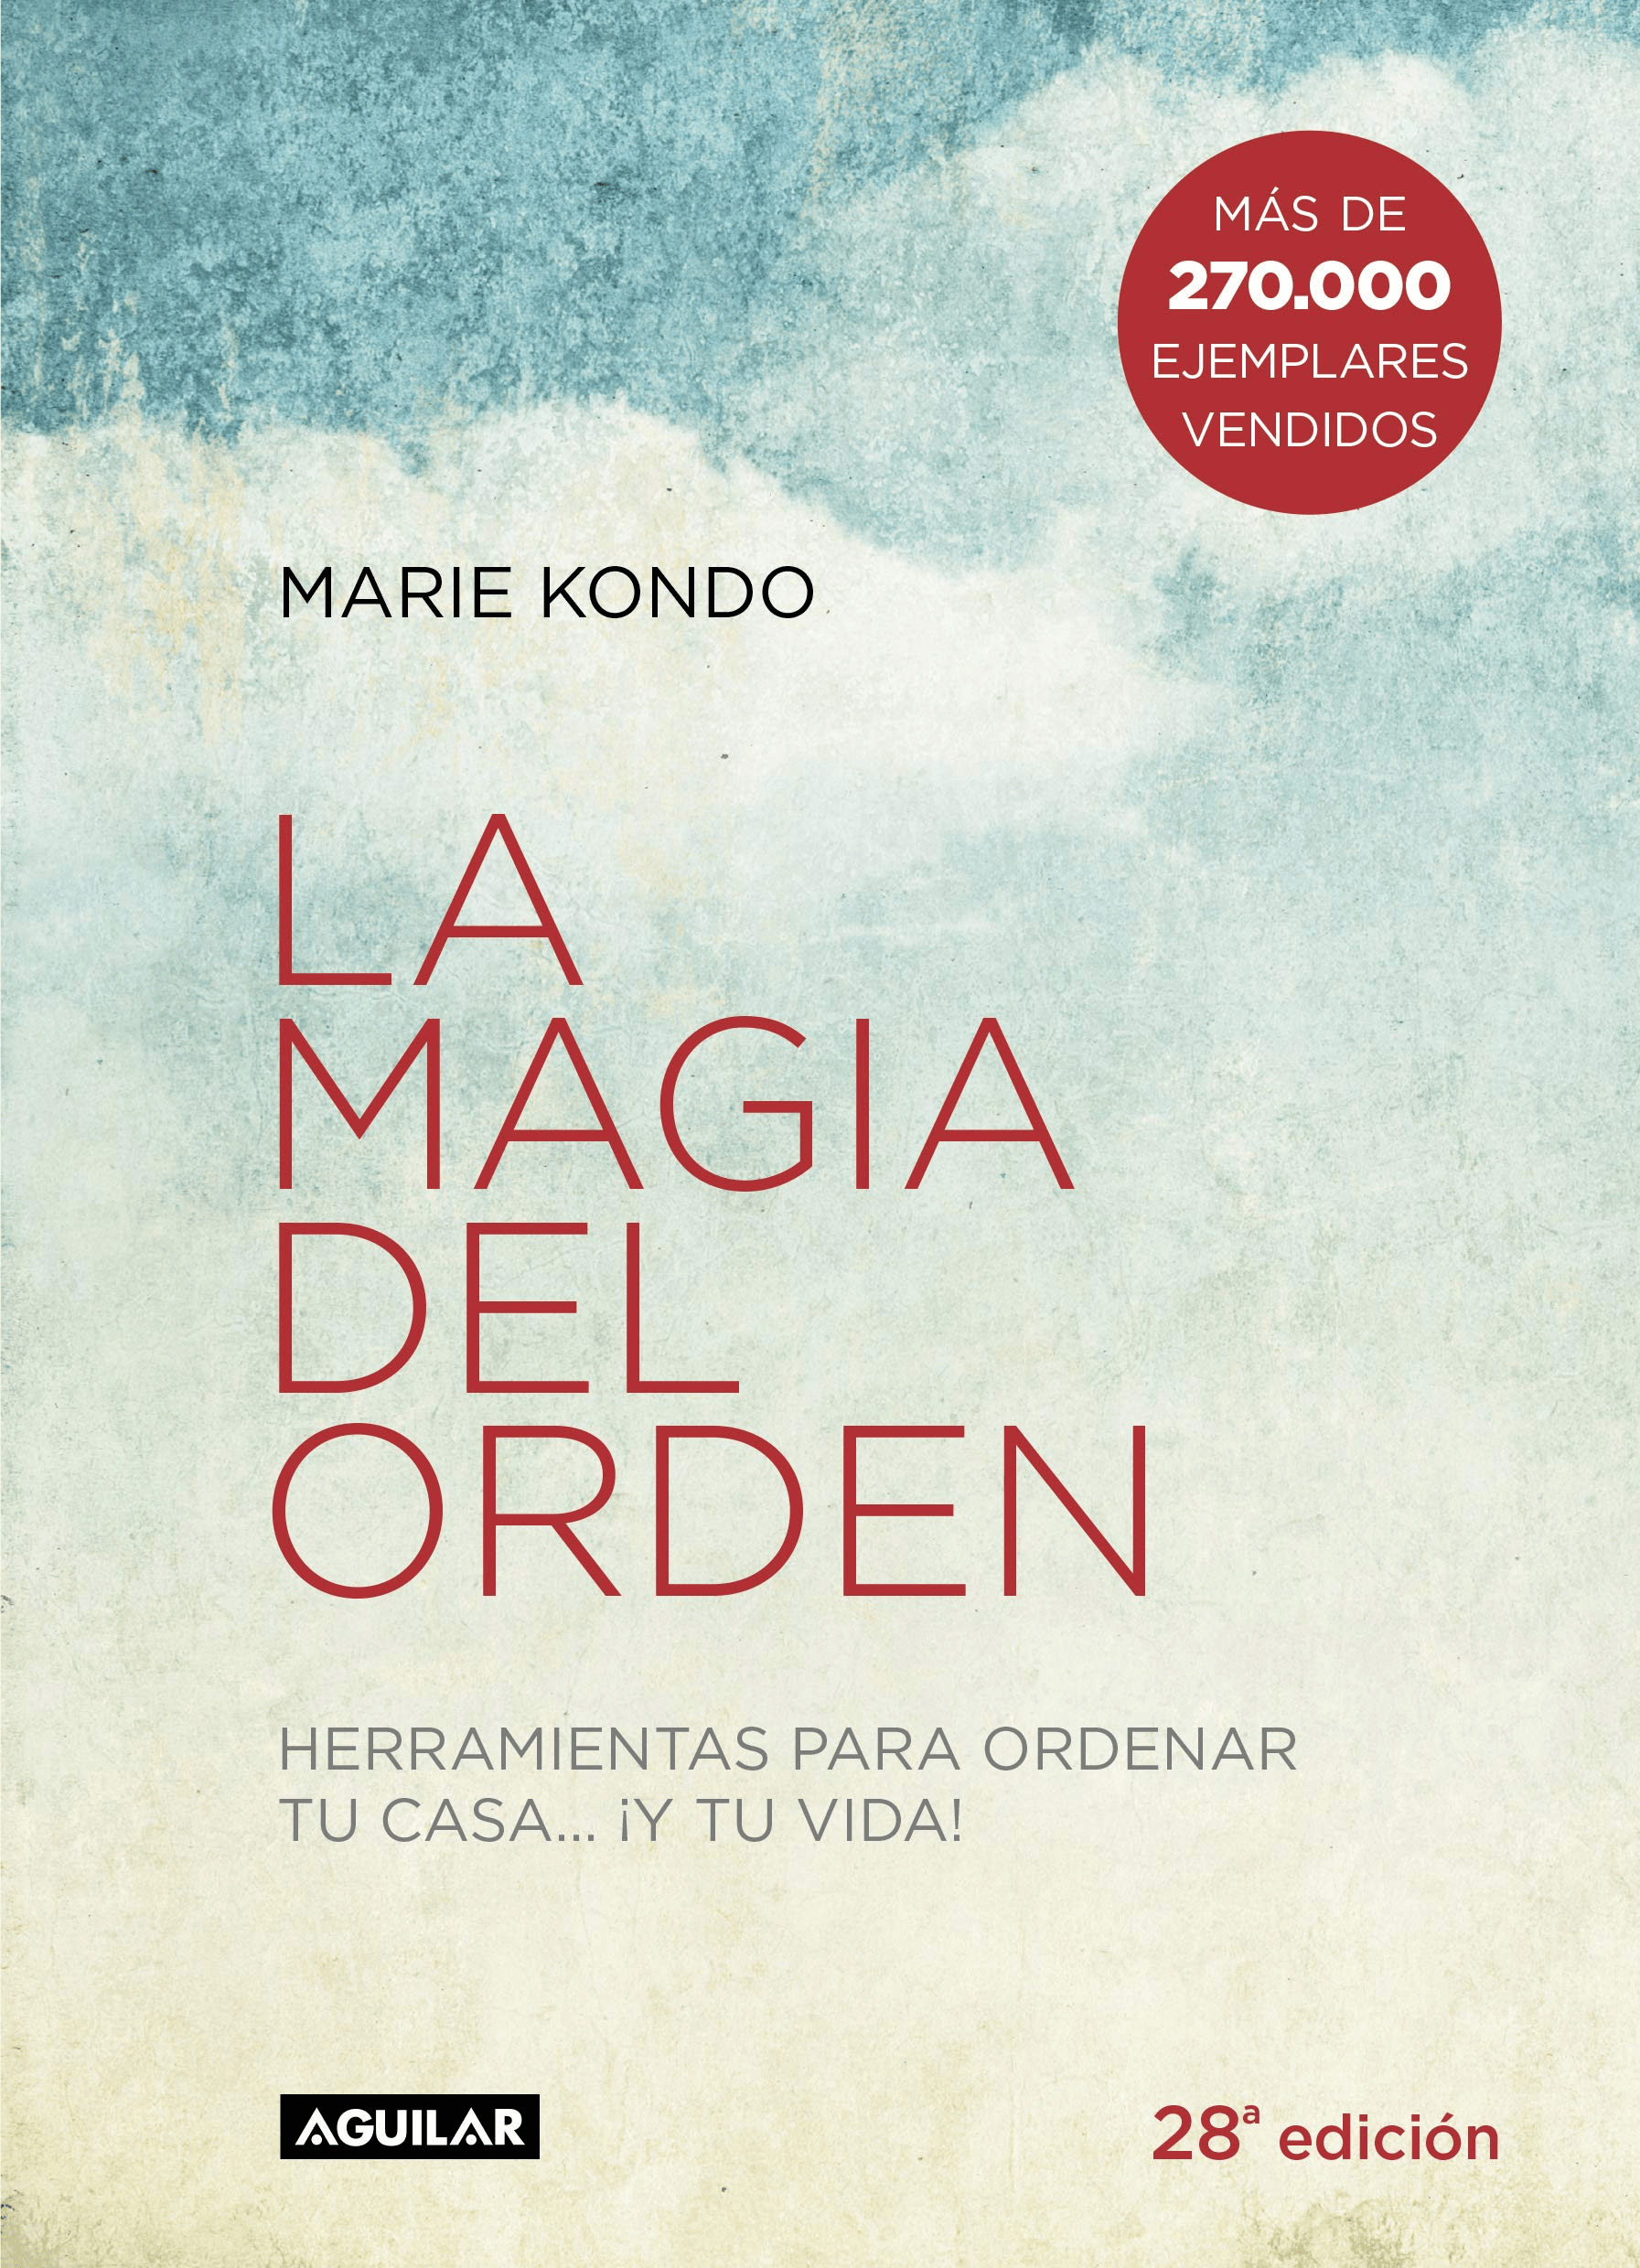 MÁS DE
270.000
EJEMPLARES
VENDIDOS
MARIE KONDO
LA
MAGIA
DEL
ORDEN
HERRAMIENTAS PARA ORDENAR
TU CASA... ¡Y TU VIDA!
AGUILAR
28ª edición